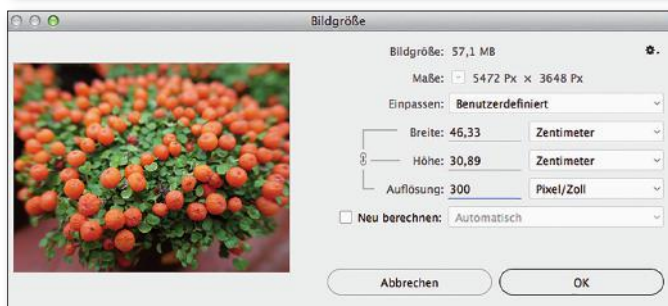 Bildgröße
Bildgröße: 57,1 MB
Maße: 5472 Px × 3648 Px
Einpassen: Benutzerdefiniert
Breite: 46,33 Zentimeter
Höhe: 30,89 Zentimeter
Auflösung: 300 Pixel/Zoll
Neu berechnen: Automatisch
Abbrechen OK